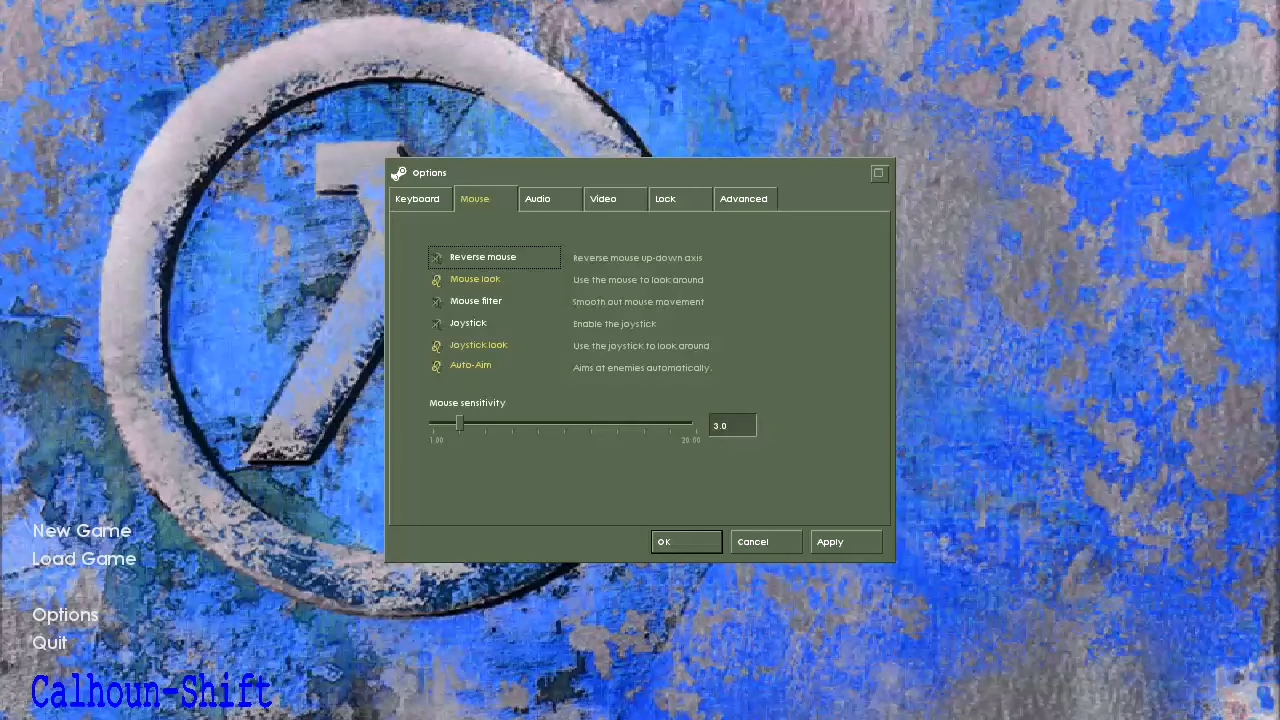 Options
Keyboard Mouse Audio Video Lock Advanced
Reverse mouse Reverse mouse up-down axis
Mouse look Use the mouse to look around
Mouse filter Smooth out mouse movement
Joystick Enable the joystick
Joystick look Use the joystick to look around
Auto-Aim Aims at enemies automatically.
Mouse sensitivity
3.0
1.00 20.00
OK Cancel Apply
New Game
Load Game
Options
Quit
Calhoun-Shift